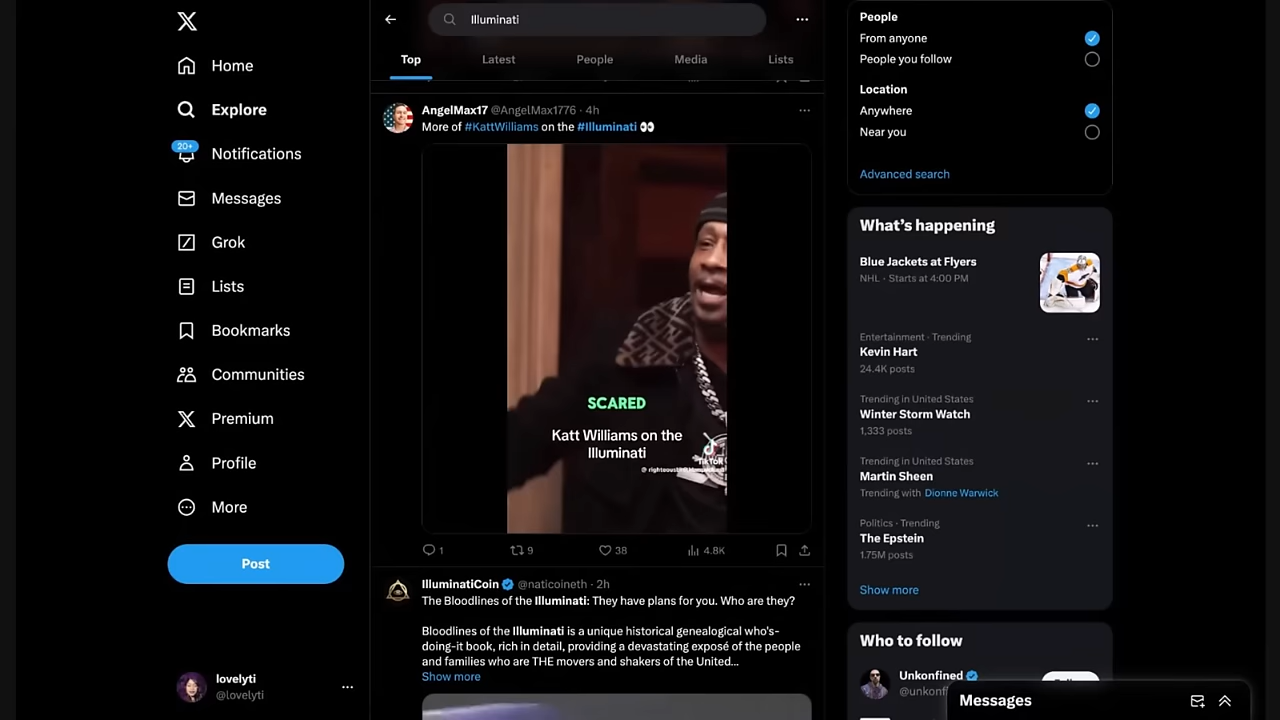 Home
Explore
20+
Notifications
Messages
Grok
Lists
Bookmarks
Communities
Premium
Profile
More
Post
lovelyti
@lovelyti
Illuminati
Top
Latest
People
Media
Lists
AngelMax17 @AngelMax1776 · 4h
More of #KattWilliams on the #Illuminati 👀
SCARED
Katt Williams on the
Illuminati
TikTok
1
9
38
4.8K
IlluminatiCoin @naticoineth · 2h
The Bloodlines of the Illuminati: They have plans for you. Who are they?
Bloodlines of the Illuminati is a unique historical genealogical who's-
doing-it book, rich in detail, providing a devastating exposé of the people
and families who are THE movers and shakers of the United...
Show more
People
From anyone
People you follow
Location
Anywhere
Near you
Advanced search
What's happening
Blue Jackets at Flyers
NHL · Starts at 4:00 PM
Entertainment · Trending
Kevin Hart
24.4K posts
Trending in United States
Winter Storm Watch
1,333 posts
Trending in United States
Martin Sheen
Trending with Dionne Warwick
Politics · Trending
The Epstein
1.75M posts
Show more
Who to follow
Unkonfined
Messages